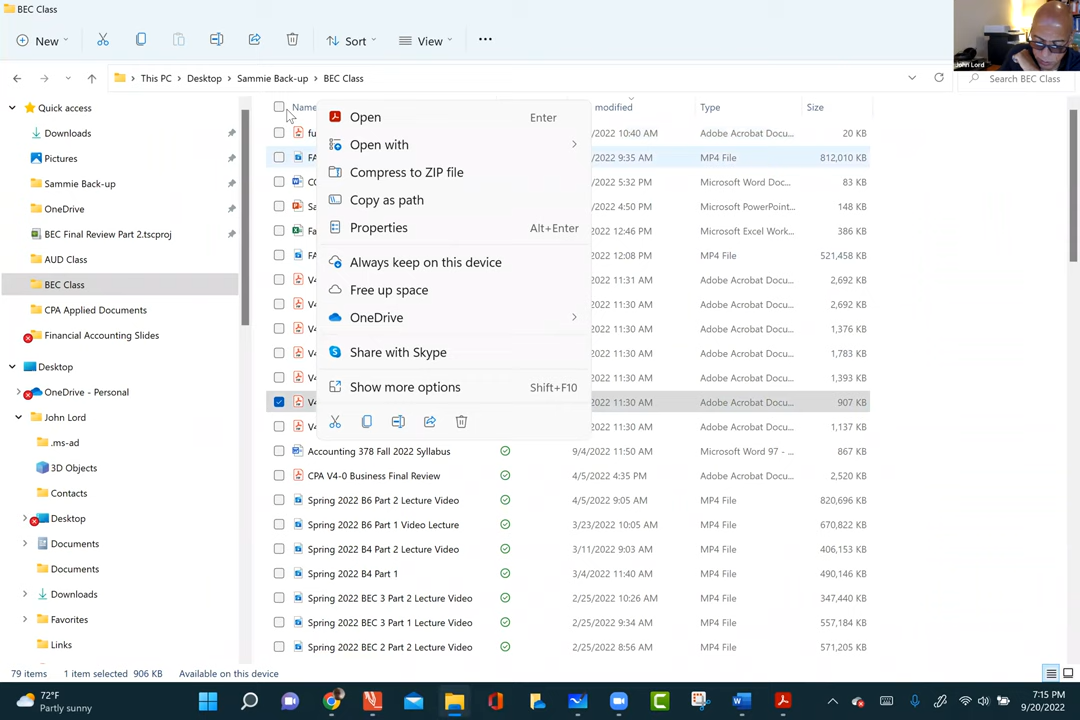 BEC Class
New
Sort
View
John Lord
This PC > Desktop > Sammie Back-up > BEC Class
Search BEC Class
Quick access
Downloads
Pictures
Sammie Back-up
OneDrive
BEC Final Review Part 2.tscproj
AUD Class
BEC Class
CPA Applied Documents
Financial Accounting Slides
Desktop
OneDrive - Personal
John Lord
.ms-ad
3D Objects
Contacts
Desktop
Documents
Documents
Downloads
Favorites
Links
Name modified Type Size
fu /2022 10:40 AM Adobe Acrobat Docu... 20 KB
FA /2022 9:35 AM MP4 File 812,010 KB
/2022 5:32 PM Microsoft Word Doc... 83 KB
Sa /2022 4:50 PM Microsoft PowerPoint... 148 KB
Fa /2022 12:46 PM Microsoft Excel Work... 386 KB
FA /2022 12:08 PM MP4 File 521,458 KB
V4 /2022 11:31 AM Adobe Acrobat Docu... 2,692 KB
V4 /2022 11:30 AM Adobe Acrobat Docu... 2,692 KB
V4 /2022 11:30 AM Adobe Acrobat Docu... 1,376 KB
V4 /2022 11:30 AM Adobe Acrobat Docu... 1,783 KB
V4 /2022 11:30 AM Adobe Acrobat Docu... 1,393 KB
V4 /2022 11:30 AM Adobe Acrobat Docu... 907 KB
V4 /2022 11:30 AM Adobe Acrobat Docu... 1,137 KB
Accounting 378 Fall 2022 Syllabus 9/4/2022 11:50 AM Microsoft Word 97 - ... 867 KB
CPA V4-0 Business Final Review 4/5/2022 4:35 PM Adobe Acrobat Docu... 2,520 KB
Spring 2022 B6 Part 2 Lecture Video 4/5/2022 9:05 AM MP4 File 820,696 KB
Spring 2022 B6 Part 1 Video Lecture 3/23/2022 10:05 AM MP4 File 670,822 KB
Spring 2022 B4 Part 2 Lecture Video 3/11/2022 9:03 AM MP4 File 406,153 KB
Spring 2022 B4 Part 1 3/4/2022 11:40 AM MP4 File 490,146 KB
Spring 2022 BEC 3 Part 2 Lecture Video 2/25/2022 10:26 AM MP4 File 347,440 KB
Spring 2022 BEC 3 Part 1 Lecture Video 2/25/2022 9:34 AM MP4 File 557,184 KB
Spring 2022 BEC 2 Part 2 Lecture Video 2/25/2022 8:56 AM MP4 File 571,205 KB
Open Enter
Open with
Compress to ZIP file
Copy as path
Properties Alt+Enter
Always keep on this device
Free up space
OneDrive
Share with Skype
Show more options Shift+F10
79 items 1 item selected 906 KB Available on this device
72°F
Partly sunny
7:15 PM
9/20/2022